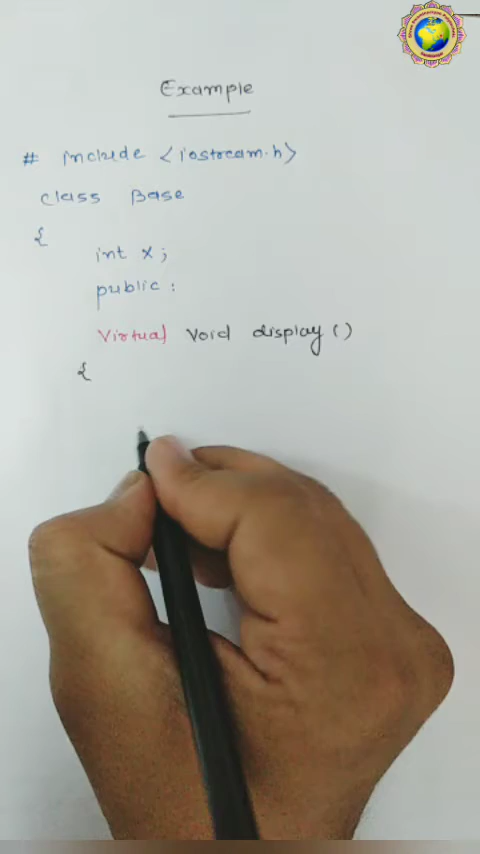 Example
# include <iostream.h>
class Base
{
int x;
public:
Virtual void display()
{